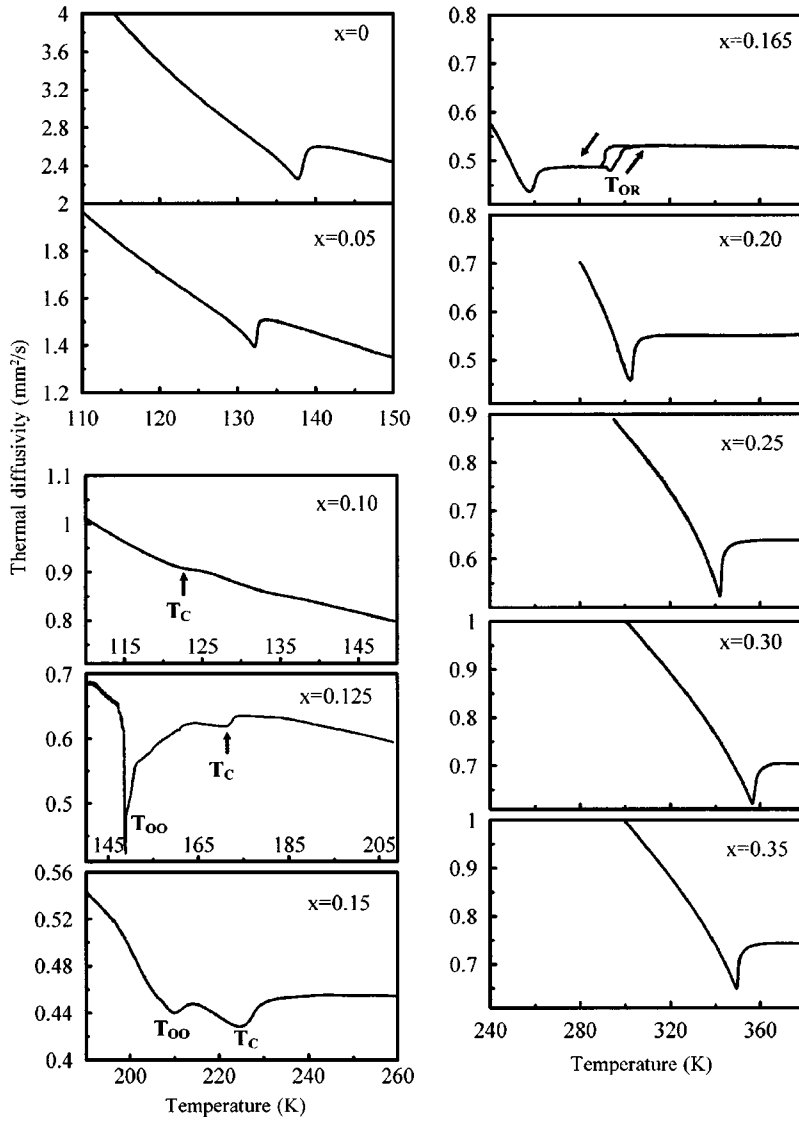 Thermal diffusivity (mm²/s)
x=0
4
3.6
3.2
2.8
2.4
2
x=0.05
1.8
1.6
1.4
1.2
110 120 130 140 150
x=0.10
1.1
1
0.9
0.8
T_C
115 125 135 145
x=0.125
0.7
0.6
0.5
T_OO
T_C
145 165 185 205
x=0.15
0.56
0.52
0.48
0.44
0.4
T_OO
T_C
200 220 240 260
Temperature (K)
x=0.165
0.8
0.7
0.6
0.5
T_OR
x=0.20
0.8
0.7
0.6
0.5
x=0.25
0.9
0.8
0.7
0.6
x=0.30
1
0.9
0.8
0.7
x=0.35
1
0.9
0.8
0.7
240 280 320 360
Temperature (K)